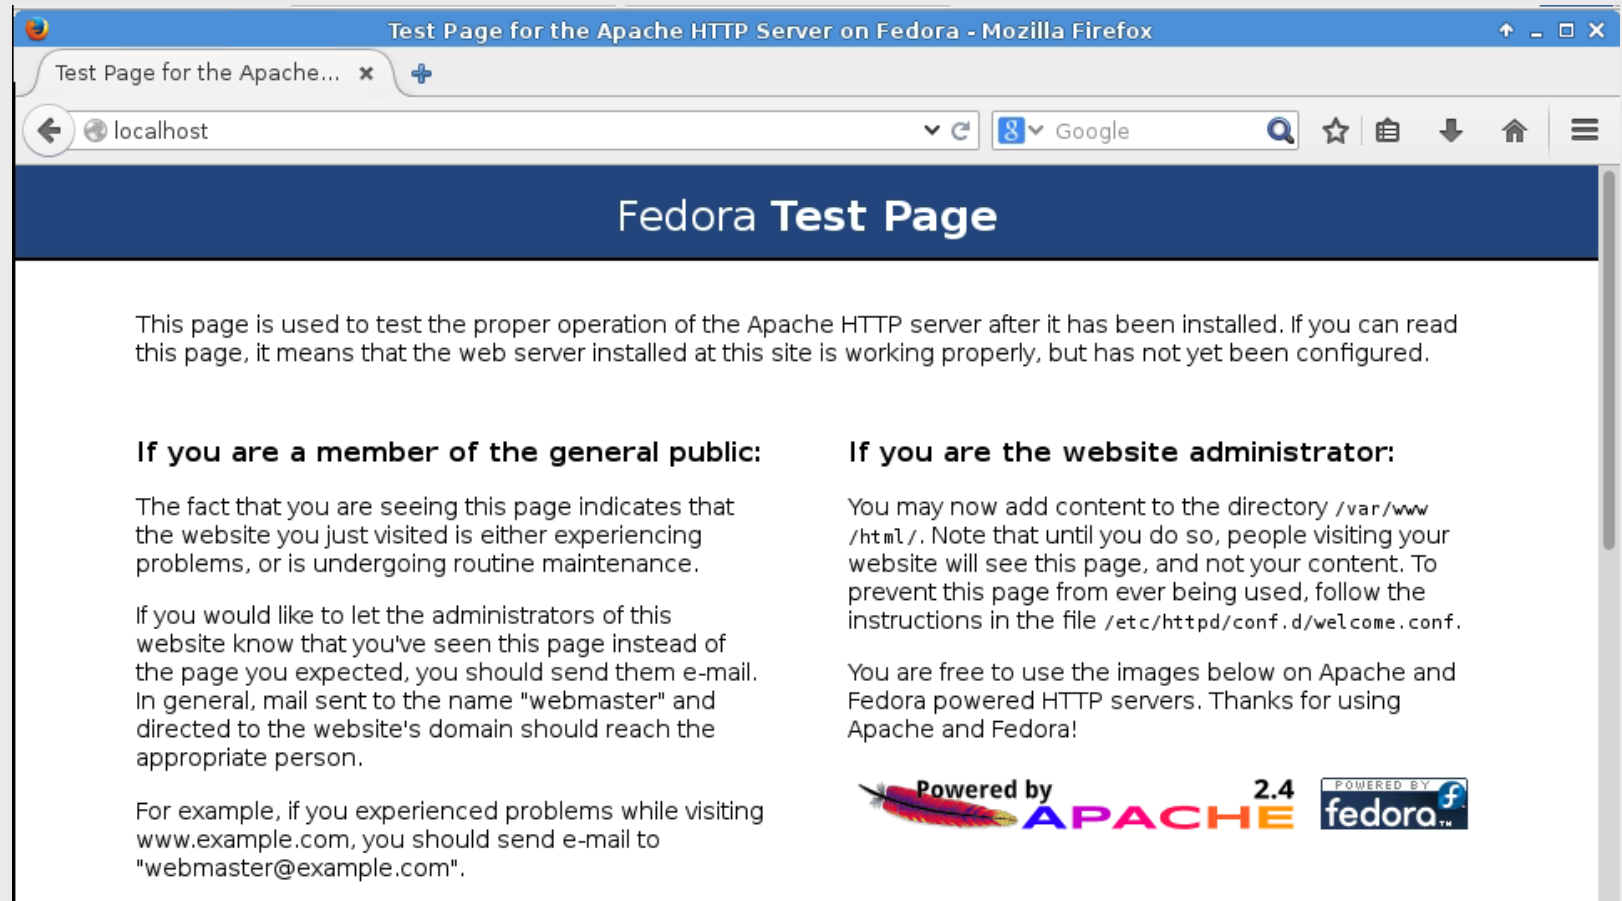 Test Page for the Apache HTTP Server on Fedora - Mozilla Firefox
Test Page for the Apache...
localhost
Google
Fedora Test Page
This page is used to test the proper operation of the Apache HTTP server after it has been installed. If you can read
this page, it means that the web server installed at this site is working properly, but has not yet been configured.
If you are a member of the general public:
The fact that you are seeing this page indicates that
the website you just visited is either experiencing
problems, or is undergoing routine maintenance.
If you would like to let the administrators of this
website know that you've seen this page instead of
the page you expected, you should send them e-mail.
In general, mail sent to the name "webmaster" and
directed to the website's domain should reach the
appropriate person.
For example, if you experienced problems while visiting
www.example.com, you should send e-mail to
"webmaster@example.com".
If you are the website administrator:
You may now add content to the directory /var/www
/html/. Note that until you do so, people visiting your
website will see this page, and not your content. To
prevent this page from ever being used, follow the
instructions in the file /etc/httpd/conf.d/welcome.conf.
You are free to use the images below on Apache and
Fedora powered HTTP servers. Thanks for using
Apache and Fedora!
Powered by 2.4
APACHE
POWERED BY
fedora™